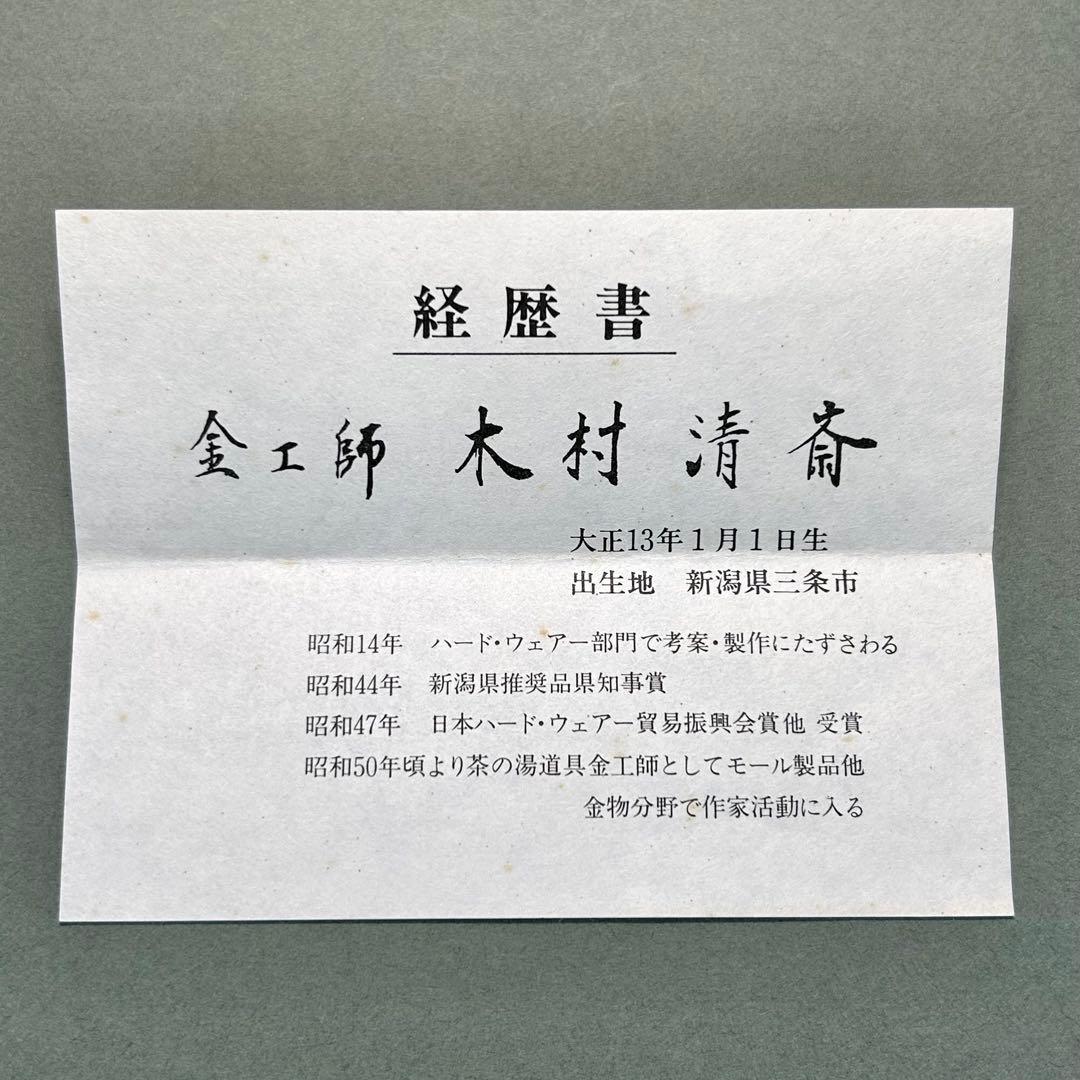 経歴書
金工師 木村清斎
大正13年1月1日生
出生地 新潟県三条市
昭和14年 ハード・ウェアー部門で考案・製作にたずさわる
昭和44年 新潟県推奨品県知事賞
昭和47年 日本ハード・ウェアー貿易振興会賞他 受賞
昭和50年頃より茶の湯道具金工師としてモール製品他
金物分野で作家活動に入る